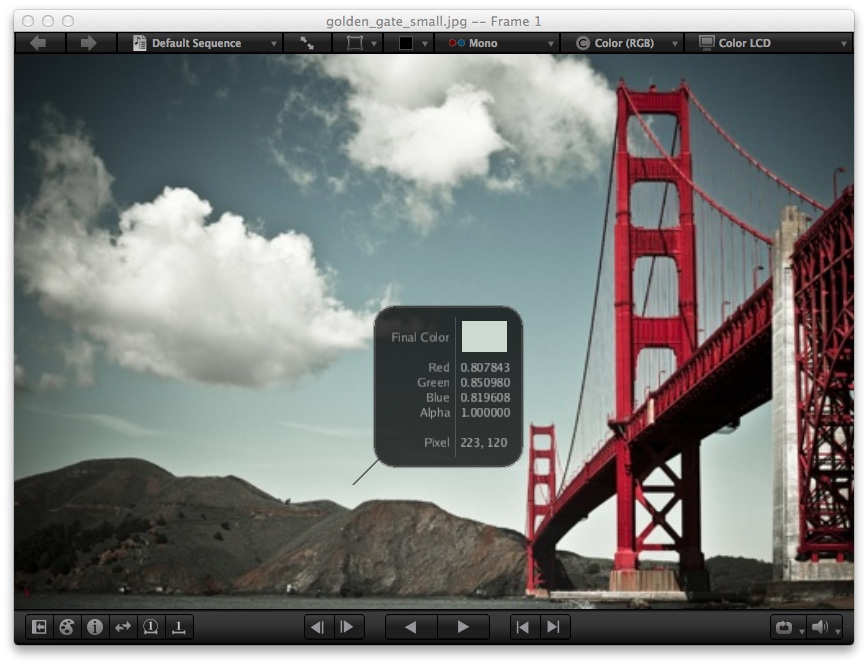 golden_gate_small.jpg -- Frame 1
Default Sequence
Mono
Color (RGB)
Color LCD
Final Color
Red 0.807843
Green 0.850980
Blue 0.819608
Alpha 1.000000
Pixel 223, 120